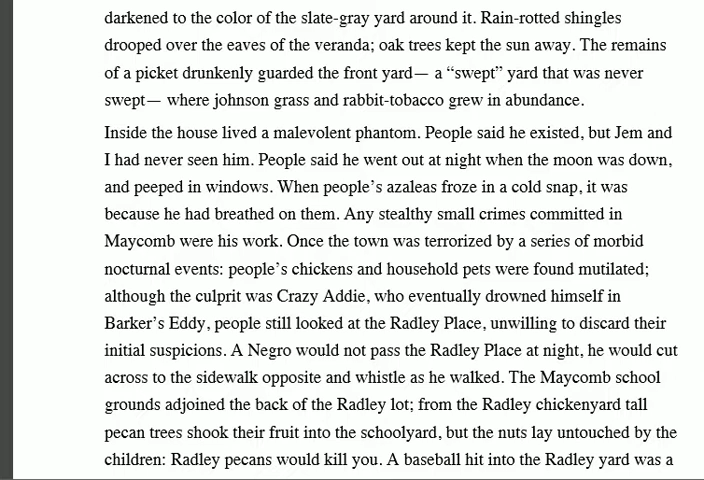 darkened to the color of the slate-gray yard around it. Rain-rotted shingles
drooped over the eaves of the veranda; oak trees kept the sun away. The remains
of a picket drunkenly guarded the front yard— a “swept” yard that was never
swept— where johnson grass and rabbit-tobacco grew in abundance.
Inside the house lived a malevolent phantom. People said he existed, but Jem and
I had never seen him. People said he went out at night when the moon was down,
and peeped in windows. When people’s azaleas froze in a cold snap, it was
because he had breathed on them. Any stealthy small crimes committed in
Maycomb were his work. Once the town was terrorized by a series of morbid
nocturnal events: people’s chickens and household pets were found mutilated;
although the culprit was Crazy Addie, who eventually drowned himself in
Barker’s Eddy, people still looked at the Radley Place, unwilling to discard their
initial suspicions. A Negro would not pass the Radley Place at night, he would cut
across to the sidewalk opposite and whistle as he walked. The Maycomb school
grounds adjoined the back of the Radley lot; from the Radley chickenyard tall
pecan trees shook their fruit into the schoolyard, but the nuts lay untouched by the
children: Radley pecans would kill you. A baseball hit into the Radley yard was a